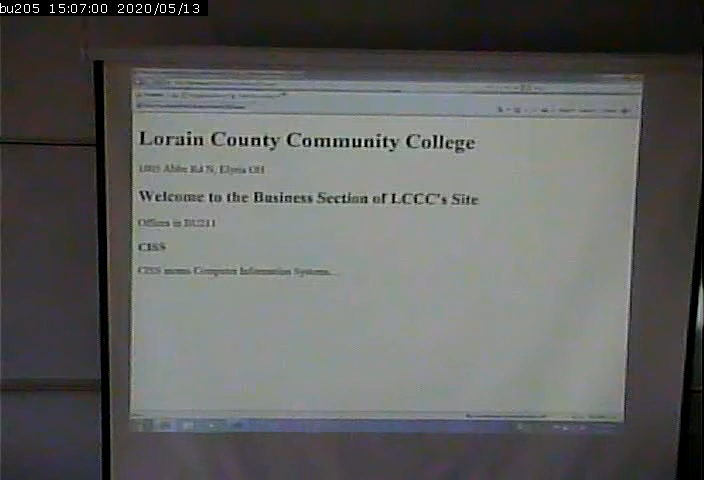 bu205 15:07:00 2020/05/13
Lorain County Community College
1005 Abbe Rd N, Elyria OH
Welcome to the Business Section of LCCC's Site
Offices in BU211
CISS
CISS means Computer Information Systems...